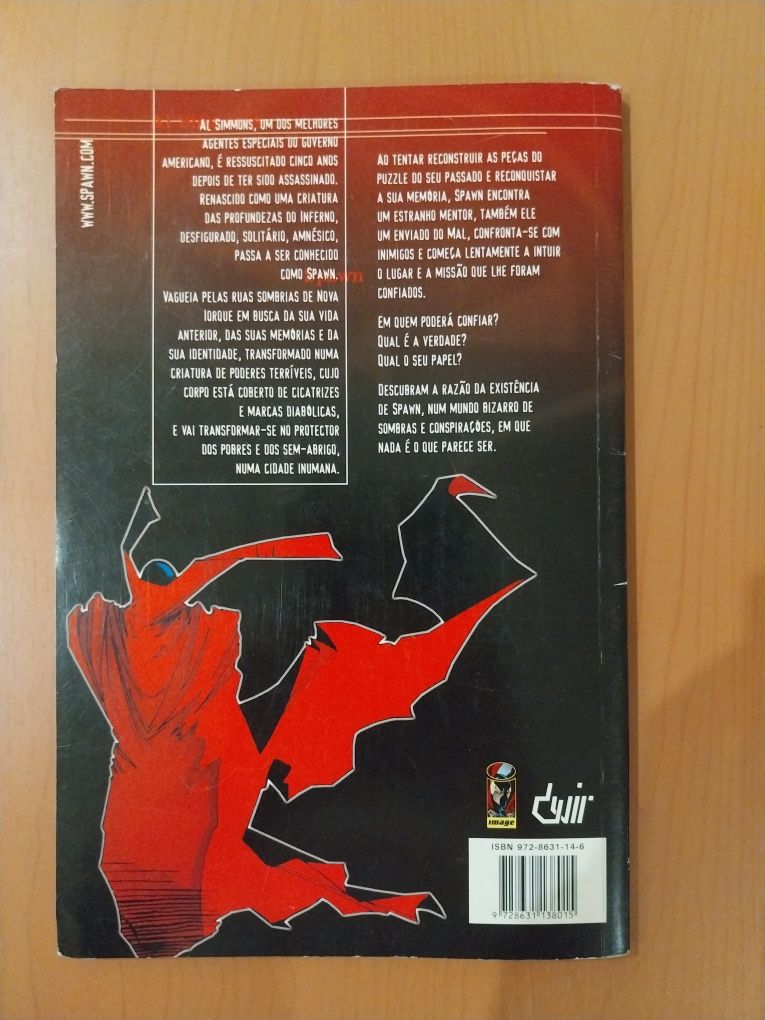 WWW.SPAWN.COM
AL SIMMONS, UM DOS MELHORES
AGENTES ESPECIAIS DO GOVERNO
AMERICANO, É RESSUSCITADO CINCO ANOS
DEPOIS DE TER SIDO ASSASSINADO.
RENASCIDO COMO UMA CRIATURA
DAS PROFUNDEZAS DO INFERNO,
DESFIGURADO, SOLITÁRIO, AMNÉSICO,
PASSA A SER CONHECIDO
COMO SPAWN.
spawn
VAGUEIA PELAS RUAS SOMBRIAS DE NOVA
IORQUE EM BUSCA DA SUA VIDA
ANTERIOR, DAS SUAS MEMÓRIAS E DA
SUA IDENTIDADE, TRANSFORMADO NUMA
CRIATURA DE PODERES TERRÍVEIS, CUJO
CORPO ESTÁ COBERTO DE CICATRIZES
E MARCAS DIABÓLICAS,
E VAI TRANSFORMAR-SE NO PROTECTOR
DOS POBRES E DOS SEM-ABRIGO,
NUMA CIDADE INUMANA.
AO TENTAR RECONSTRUIR AS PEÇAS DO
PUZZLE DO SEU PASSADO E RECONQUISTAR
A SUA MEMÓRIA, SPAWN ENCONTRA
UM ESTRANHO MENTOR, TAMBÉM ELE
UM ENVIADO DO MAL, CONFRONTA-SE COM
INIMIGOS E COMEÇA LENTAMENTE A INTUIR
O LUGAR E A MISSÃO QUE LHE FORAM
CONFIADOS.
EM QUEM PODERÁ CONFIAR?
QUAL É A VERDADE?
QUAL O SEU PAPEL?
DESCUBRAM A RAZÃO DA EXISTÊNCIA
DE SPAWN, NUM MUNDO BIZARRO DE
SOMBRAS E CONSPIRAÇÕES, EM QUE
NADA É O QUE PARECE SER.
image
devir
ISBN 972-8631-14-6
9 728631 138015